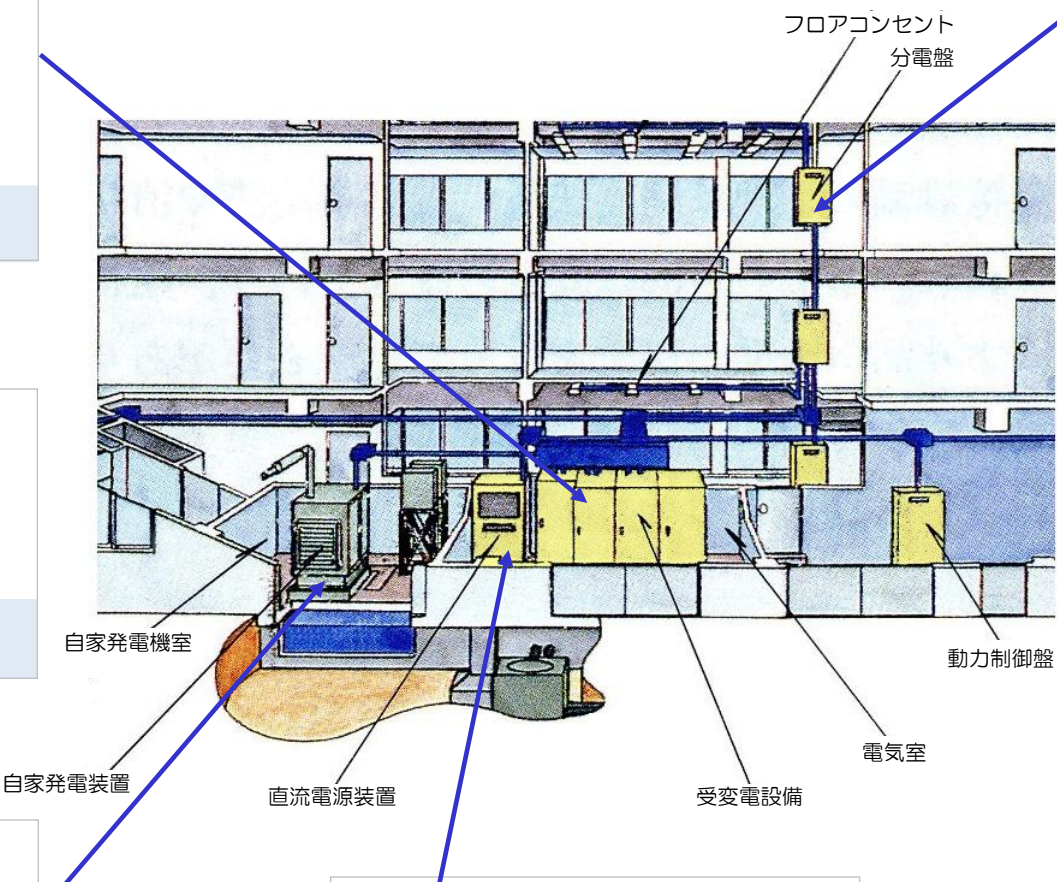 フロアコンセント
分電盤
自家発電機室
動力制御盤
電気室
自家発電装置
直流電源装置
受変電設備